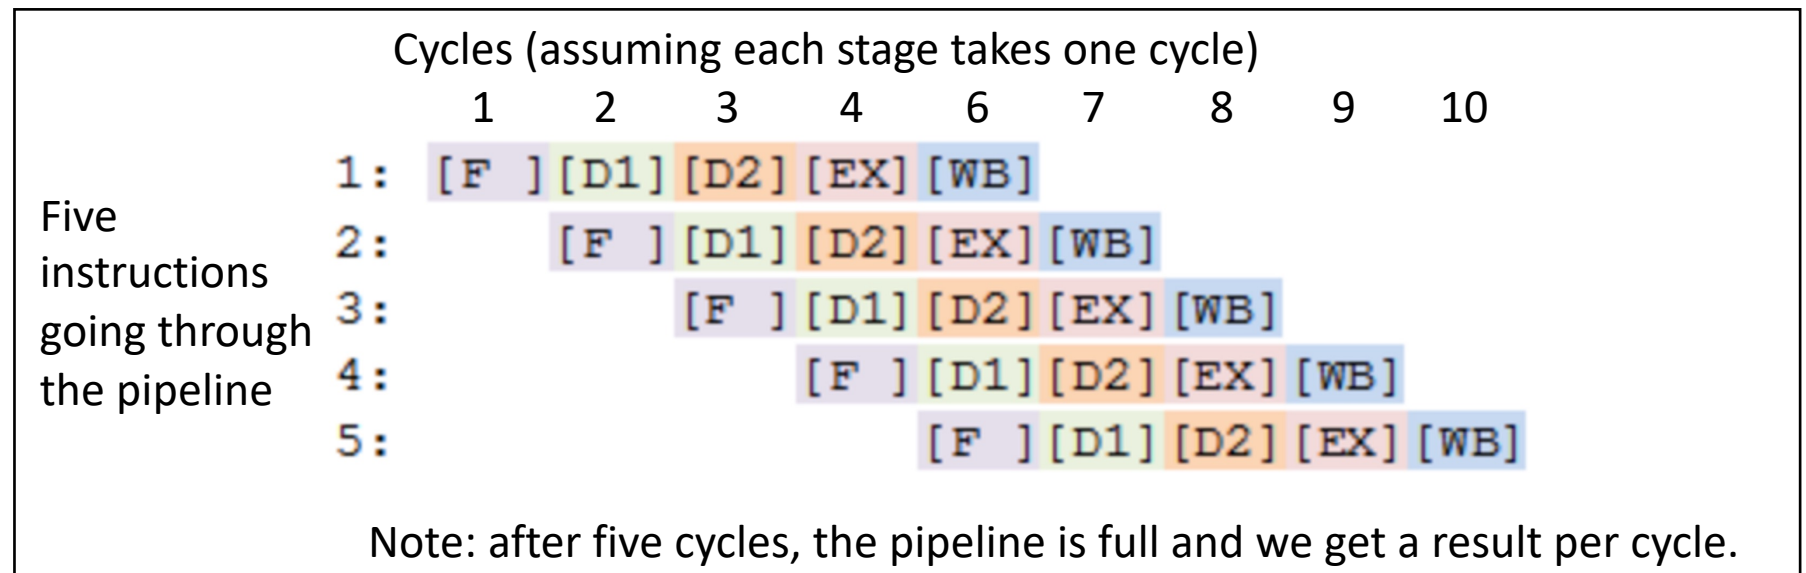 Cycles (assuming each stage takes one cycle)
1 2 3 4 6 7 8 9 10
1: [F ][D1][D2][EX][WB]
2: [F ][D1][D2][EX][WB]
3: [F ][D1][D2][EX][WB]
4: [F ][D1][D2][EX][WB]
5: [F ][D1][D2][EX][WB]
Five
instructions
going through
the pipeline
Note: after five cycles, the pipeline is full and we get a result per cycle.